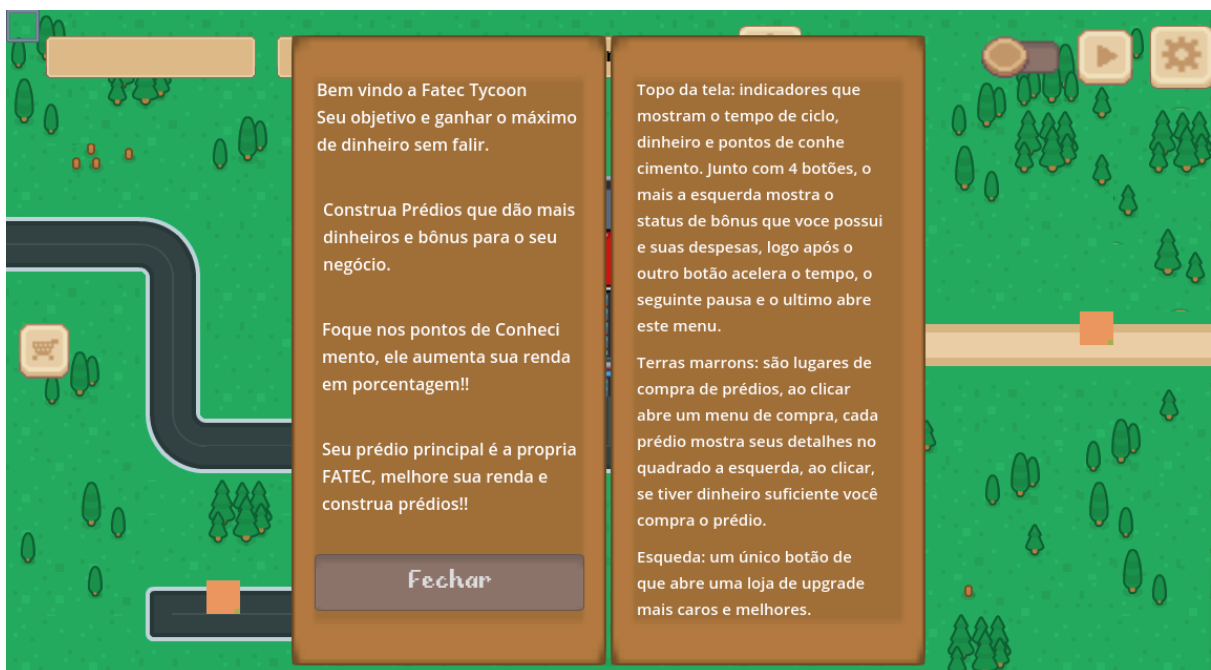 Bem vindo a Fatec Tycoon
Seu objetivo e ganhar o máximo
de dinheiro sem falir.
Construa Prédios que dão mais
dinheiros e bônus para o seu
negócio.
Foque nos pontos de Conheci
mento, ele aumenta sua renda
em porcentagem!!
Seu prédio principal é a propria
FATEC, melhore sua renda e
construa prédios!!
Fechar
Topo da tela: indicadores que
mostram o tempo de ciclo,
dinheiro e pontos de conhe
cimento. Junto com 4 botões, o
mais a esquerda mostra o
status de bônus que voce possui
e suas despesas, logo após o
outro botão acelera o tempo, o
seguinte pausa e o ultimo abre
este menu.
Terras marrons: são lugares de
compra de prédios, ao clicar
abre um menu de compra, cada
prédio mostra seus detalhes no
quadrado a esquerda, ao clicar,
se tiver dinheiro suficiente você
compra o prédio.
Esqueda: um único botão de
que abre uma loja de upgrade
mais caros e melhores.